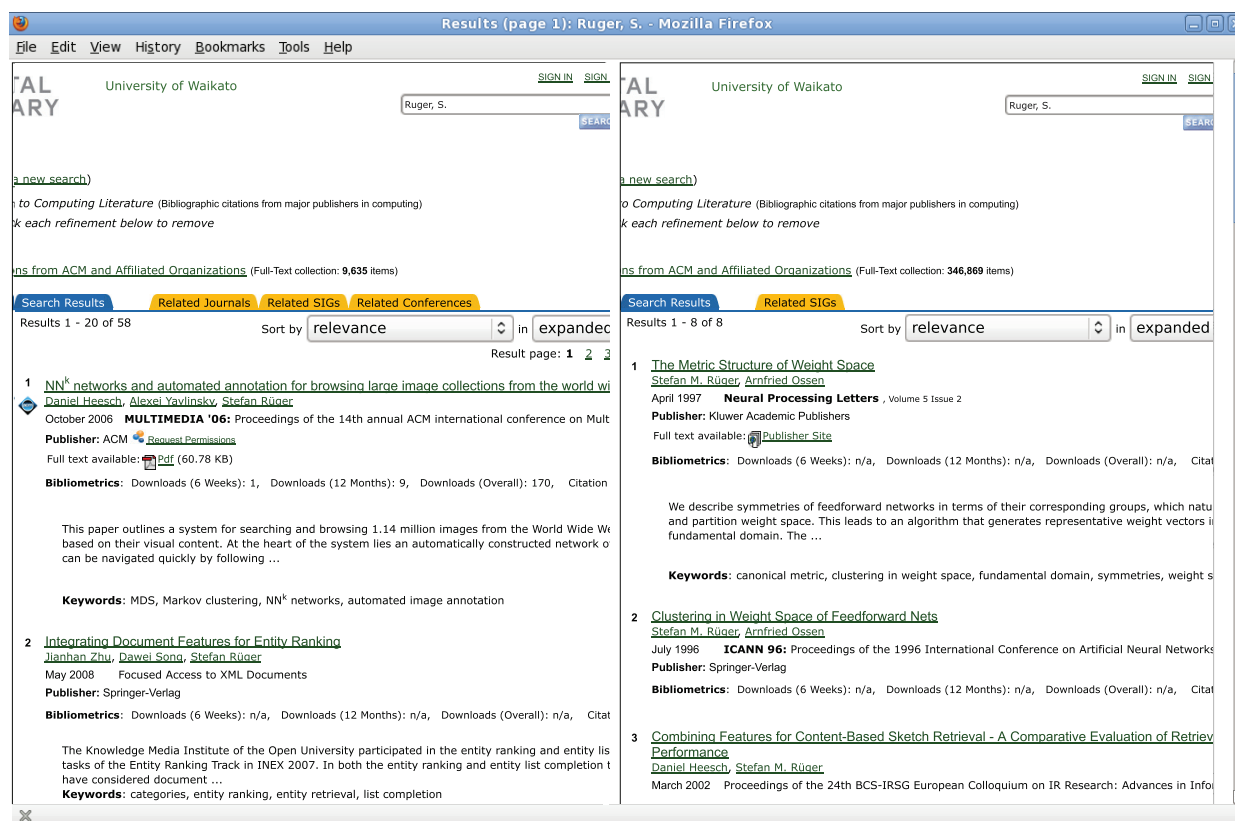 Results (page 1): Ruger, S. - Mozilla Firefox
File Edit View History Bookmarks Tools Help
TAL
ARY
University of Waikato
SIGN IN SIGN
Ruger, S.
SEARC
a new search)
to Computing Literature (Bibliographic citations from major publishers in computing)
k each refinement below to remove
ns from ACM and Affiliated Organizations (Full-Text collection: 9,635 items)
Search Results Related Journals Related SIGs Related Conferences
Results 1 - 20 of 58
Sort by relevance in expanded
Result page: 1 2 3
1 NNk networks and automated annotation for browsing large image collections from the world wi
Daniel Heesch, Alexei Yavlinsky, Stefan Rüger
October 2006 MULTIMEDIA '06: Proceedings of the 14th annual ACM international conference on Mult
Publisher: ACM Request Permissions
Full text available: Pdf (60.78 KB)
Bibliometrics: Downloads (6 Weeks): 1, Downloads (12 Months): 9, Downloads (Overall): 170, Citation
This paper outlines a system for searching and browsing 1.14 million images from the World Wide We
based on their visual content. At the heart of the system lies an automatically constructed network o
can be navigated quickly by following ...
Keywords: MDS, Markov clustering, NNk networks, automated image annotation
2 Integrating Document Features for Entity Ranking
Jianhan Zhu, Dawei Song, Stefan Rüger
May 2008 Focused Access to XML Documents
Publisher: Springer-Verlag
Bibliometrics: Downloads (6 Weeks): n/a, Downloads (12 Months): n/a, Downloads (Overall): n/a, Citat
The Knowledge Media Institute of the Open University participated in the entity ranking and entity lis
tasks of the Entity Ranking Track in INEX 2007. In both the entity ranking and entity list completion t
have considered document ...
Keywords: categories, entity ranking, entity retrieval, list completion
TAL
ARY
University of Waikato
SIGN IN SIGN
Ruger, S.
SEARC
a new search)
o Computing Literature (Bibliographic citations from major publishers in computing)
k each refinement below to remove
ns from ACM and Affiliated Organizations (Full-Text collection: 346,869 items)
Search Results Related SIGs
Results 1 - 8 of 8
Sort by relevance in expanded
1 The Metric Structure of Weight Space
Stefan M. Rüger, Arnfried Ossen
April 1997 Neural Processing Letters , Volume 5 Issue 2
Publisher: Kluwer Academic Publishers
Full text available: Publisher Site
Bibliometrics: Downloads (6 Weeks): n/a, Downloads (12 Months): n/a, Downloads (Overall): n/a, Citat
We describe symmetries of feedforward networks in terms of their corresponding groups, which natu
and partition weight space. This leads to an algorithm that generates representative weight vectors i
fundamental domain. The ...
Keywords: canonical metric, clustering in weight space, fundamental domain, symmetries, weight s
2 Clustering in Weight Space of Feedforward Nets
Stefan M. Rüger, Arnfried Ossen
July 1996 ICANN 96: Proceedings of the 1996 International Conference on Artificial Neural Networks
Publisher: Springer-Verlag
Bibliometrics: Downloads (6 Weeks): n/a, Downloads (12 Months): n/a, Downloads (Overall): n/a, Citat
3 Combining Features for Content-Based Sketch Retrieval - A Comparative Evaluation of Retriev
Performance
Daniel Heesch, Stefan M. Rüger
March 2002 Proceedings of the 24th BCS-IRSG European Colloquium on IR Research: Advances in Infor